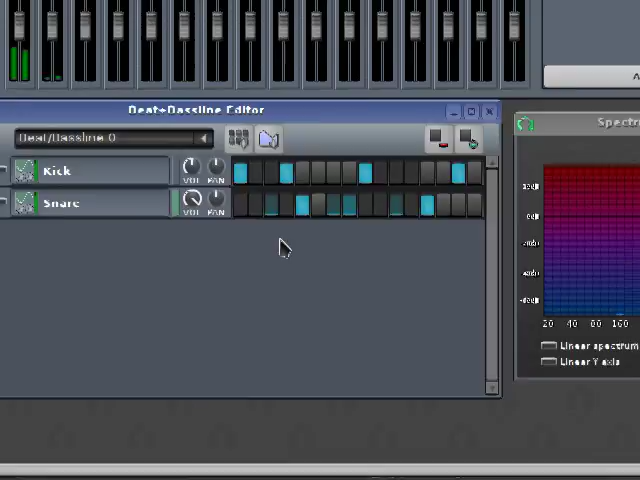 A
Beat+Bassline Editor
Spectru
Beat/Bassline 0
Kick
VOL PAN
Snare
VOL PAN
20 40 80 160
Linear spectrum
Linear Y axis